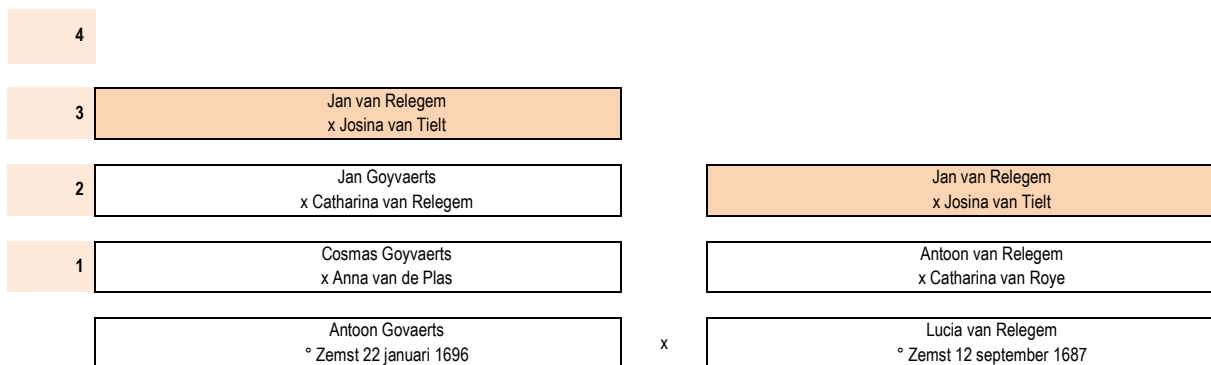 4
3
Jan van Relegem
x Josina van Tielt
2
Jan Goyvaerts
x Catharina van Relegem
Jan van Relegem
x Josina van Tielt
1
Cosmas Goyvaerts
x Anna van de Plas
Antoon van Relegem
x Catharina van Roye
Antoon Govaerts
° Zemst 22 januari 1696
x
Lucia van Relegem
° Zemst 12 september 1687